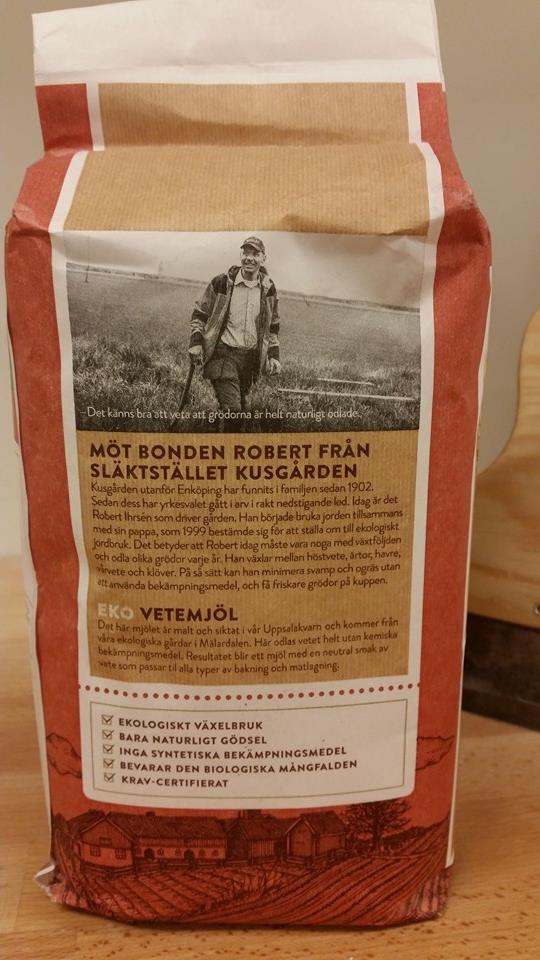 –Det känns bra att veta att grödorna är helt naturligt odlade.
MÖT BONDEN ROBERT FRÅN
SLÄKTSTÄLLET KUSGÅRDEN
Kusgården utanför Enköping har funnits i familjen sedan 1902.
Sedan dess har yrkesvalet gått i arv i rakt nedstigande led. Idag är det
Robert Ihrsén som driver gården. Han började bruka jorden tillsammans
med sin pappa, som 1999 bestämde sig för att ställa om till ekologiskt
jordbruk. Det betyder att Robert idag måste vara noga med växtföljden
och odla olika grödor varje år. Han växlar mellan höstvete, ärtor, havre,
vårvete och klöver. På så sätt kan han minimera svamp och ogräs utan
att använda bekämpningsmedel, och få friskare grödor på kuppen.
EKO VETEMJÖL
Det här mjölet är malt och siktat i vår Uppsalakvarn och kommer från
våra ekologiska gårdar i Mälardalen. Här odlas vetet helt utan kemiska
bekämpningsmedel. Resultatet blir ett mjöl med en neutral smak av
vete som passar til alla typer av bakning och matlagning.
EKOLOGISKT VÄXELBRUK
BARA NATURLIGT GÖDSEL
INGA SYNTETISKA BEKÄMPNINGSMEDEL
BEVARAR DEN BIOLOGISKA MÅNGFALDEN
KRAV-CERTIFIERAT